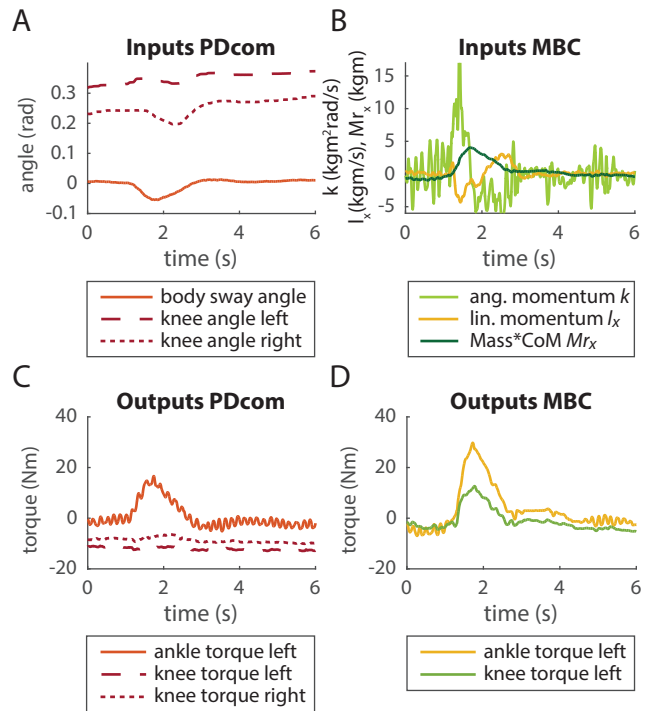 A
Inputs PDcom
angle (rad)
0.3
0.2
0
-0.1
0 2 4 6
time (s)
body sway angle
knee angle left
knee angle right
B
Inputs MBC
k (kgm²rad/s)
lₓ(kgm/s), Mrₓ (kgm)
15
10
5
0
-5
0 2 4 6
time (s)
ang. momentum k
lin. momentum lₓ
Mass*CoM Mrₓ
C
Outputs PDcom
torque (Nm)
40
20
0
-20
0 2 4 6
time (s)
ankle torque left
knee torque left
knee torque right
D
Outputs MBC
torque (Nm)
40
20
0
-20
0 2 4 6
time (s)
ankle torque left
knee torque left